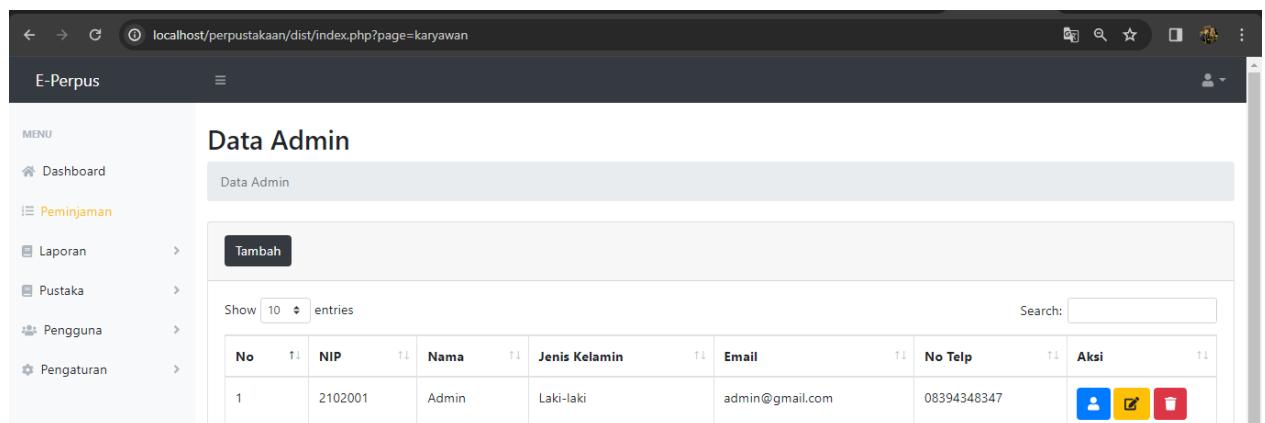 localhost/perpustakaan/dist/index.php?page=karyawan
E-Perpus
MENU
Dashboard
Peminjaman
Laporan
Pustaka
Pengguna
Pengaturan
Data Admin
Data Admin
Tambah
Show 10 entries
Search:
No NIP Nama Jenis Kelamin Email No Telp Aksi
1 2102001 Admin Laki-laki admin@gmail.com 08394348347